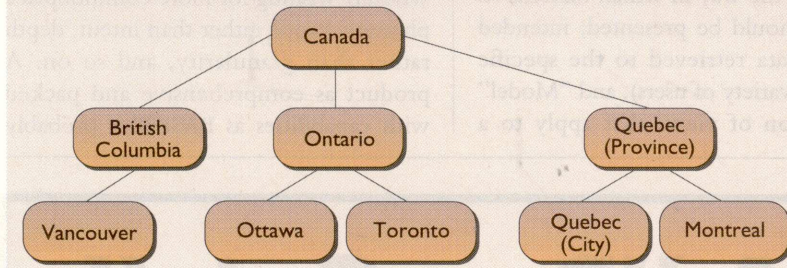 Canada
British
Columbia
Ontario
Quebec
(Province)
Vancouver
Ottawa
Toronto
Quebec
(City)
Montreal